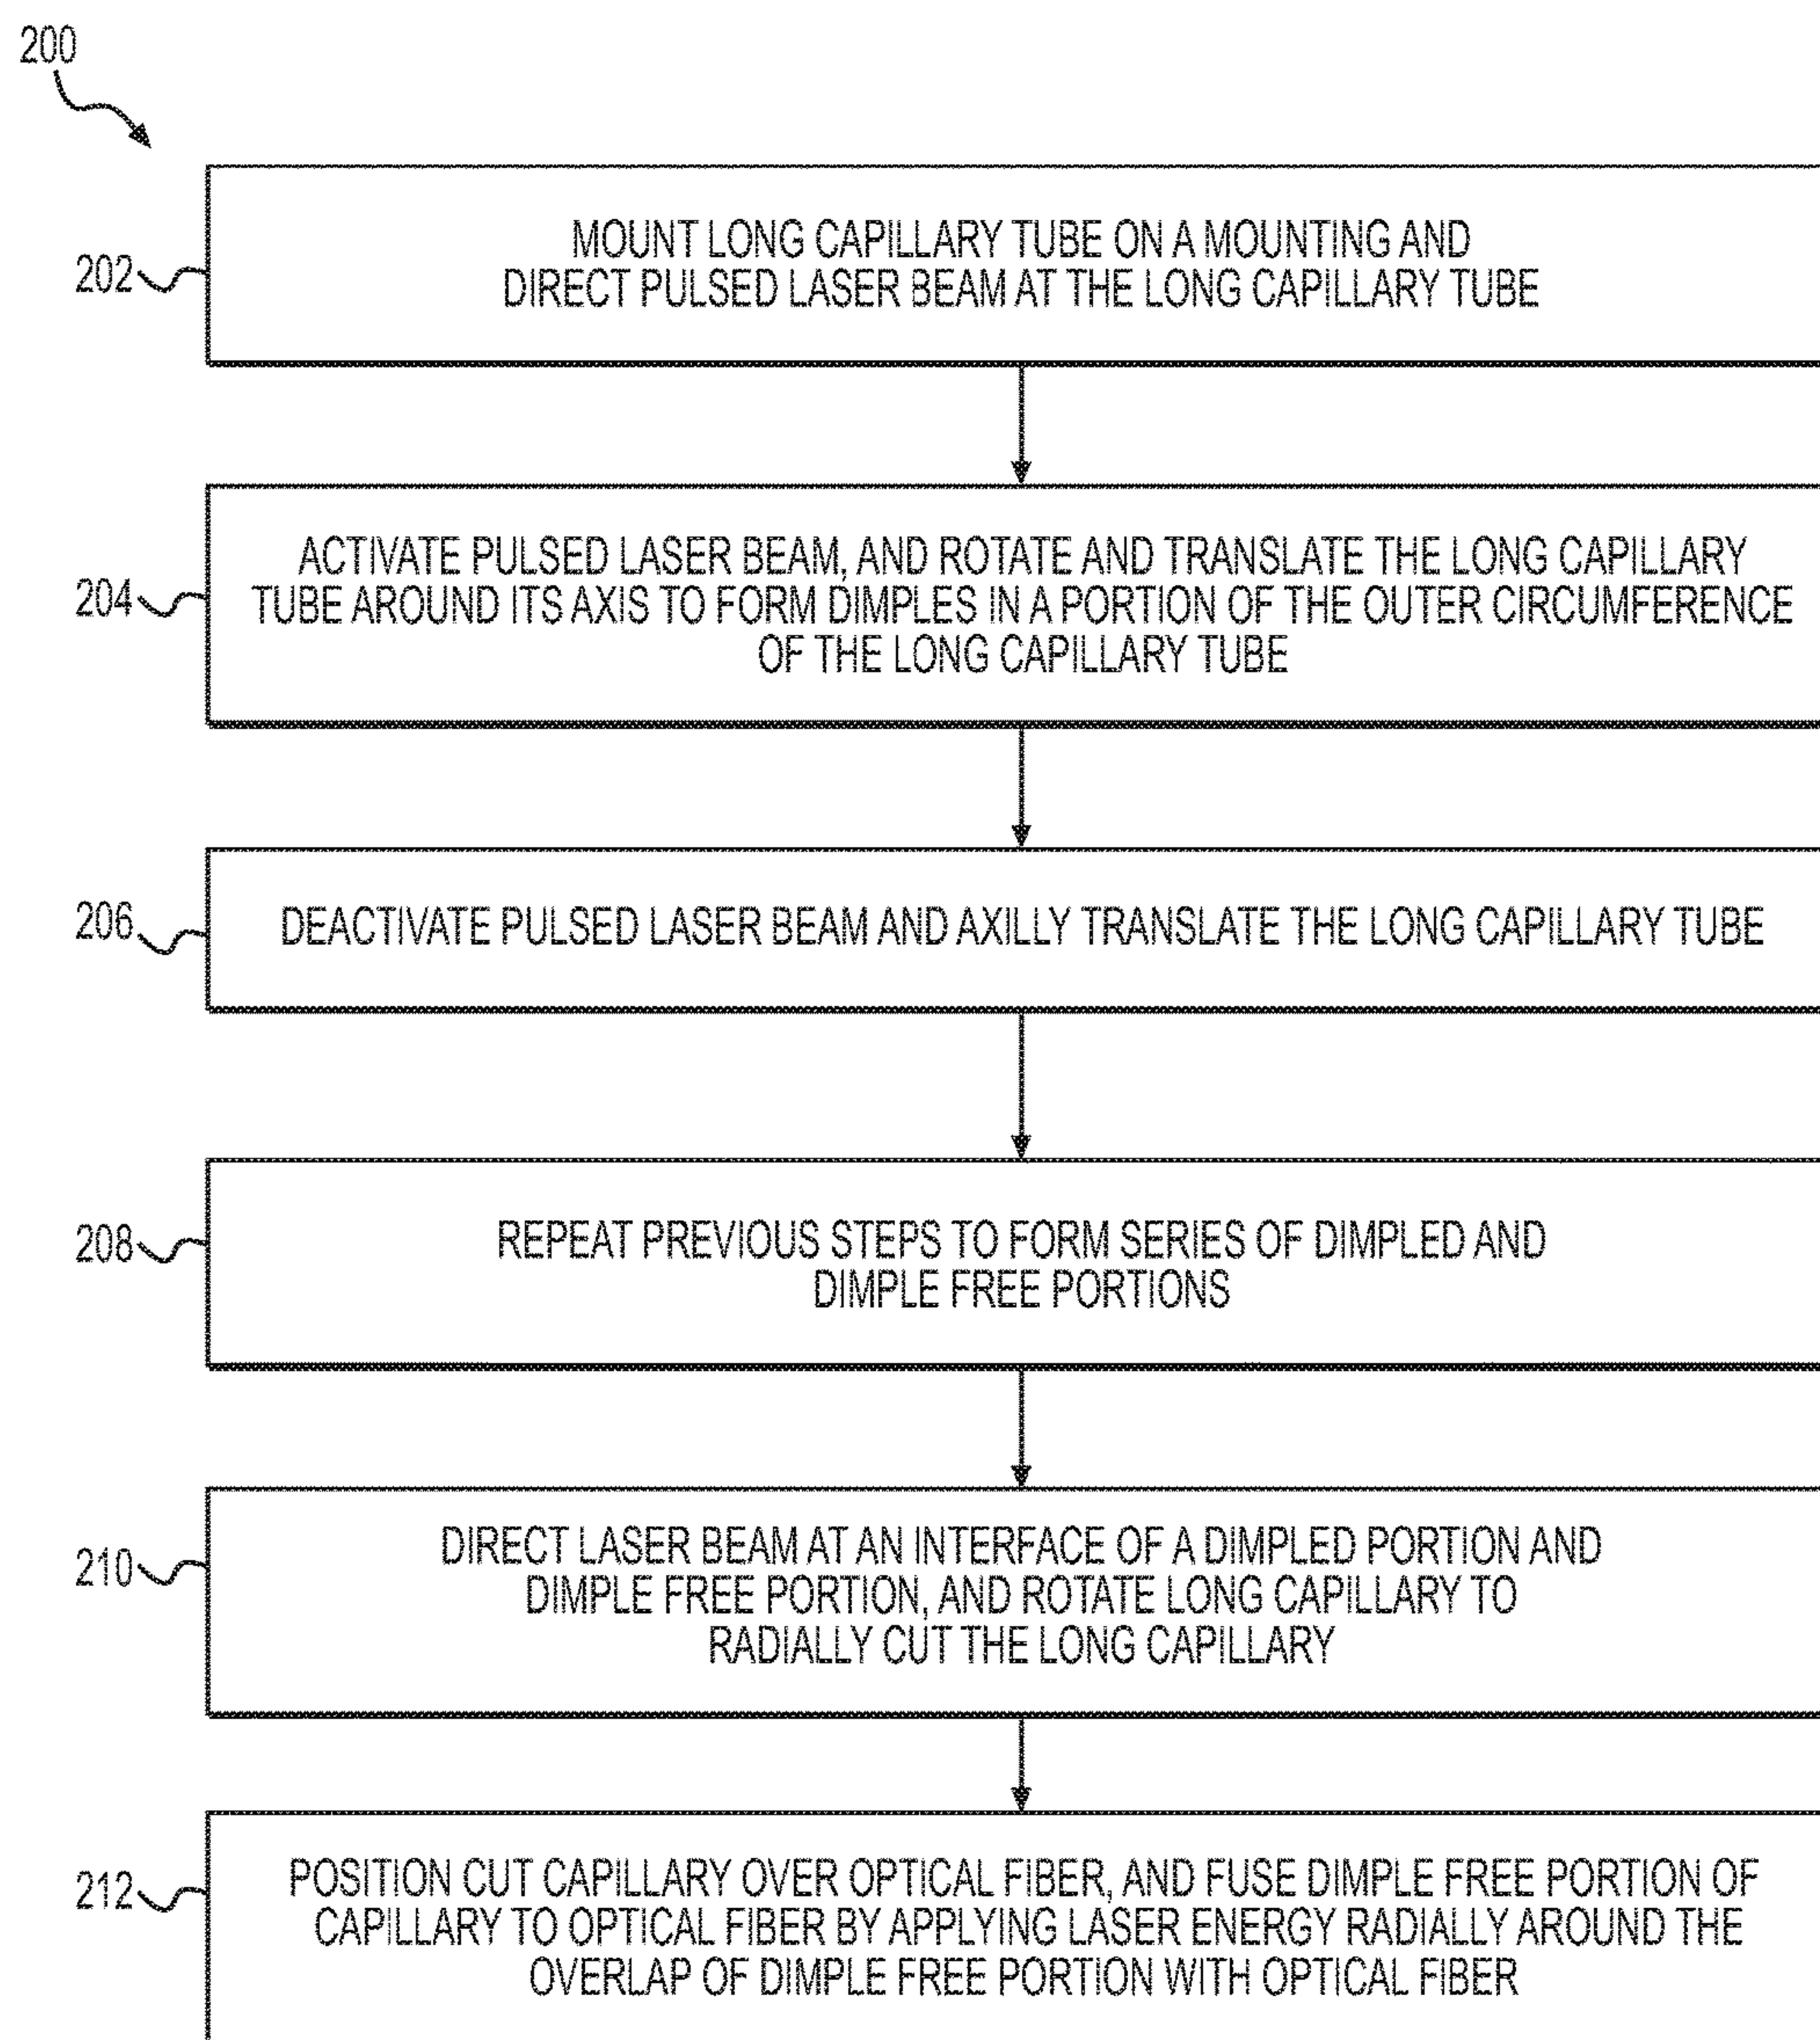 200
202
MOUNT LONG CAPILLARY TUBE ON A MOUNTING AND
DIRECT PULSED LASER BEAM AT THE LONG CAPILLARY TUBE
204
ACTIVATE PULSED LASER BEAM, AND ROTATE AND TRANSLATE THE LONG CAPILLARY
TUBE AROUND ITS AXIS TO FORM DIMPLES IN A PORTION OF THE OUTER CIRCUMFERENCE
OF THE LONG CAPILLARY TUBE
206
DEACTIVATE PULSED LASER BEAM AND AXILLY TRANSLATE THE LONG CAPILLARY TUBE
208
REPEAT PREVIOUS STEPS TO FORM SERIES OF DIMPLED AND
DIMPLE FREE PORTIONS
210
DIRECT LASER BEAM AT AN INTERFACE OF A DIMPLED PORTION AND
DIMPLE FREE PORTION, AND ROTATE LONG CAPILLARY TO
RADIALLY CUT THE LONG CAPILLARY
212
POSITION CUT CAPILLARY OVER OPTICAL FIBER, AND FUSE DIMPLE FREE PORTION OF
CAPILLARY TO OPTICAL FIBER BY APPLYING LASER ENERGY RADIALLY AROUND THE
OVERLAP OF DIMPLE FREE PORTION WITH OPTICAL FIBER